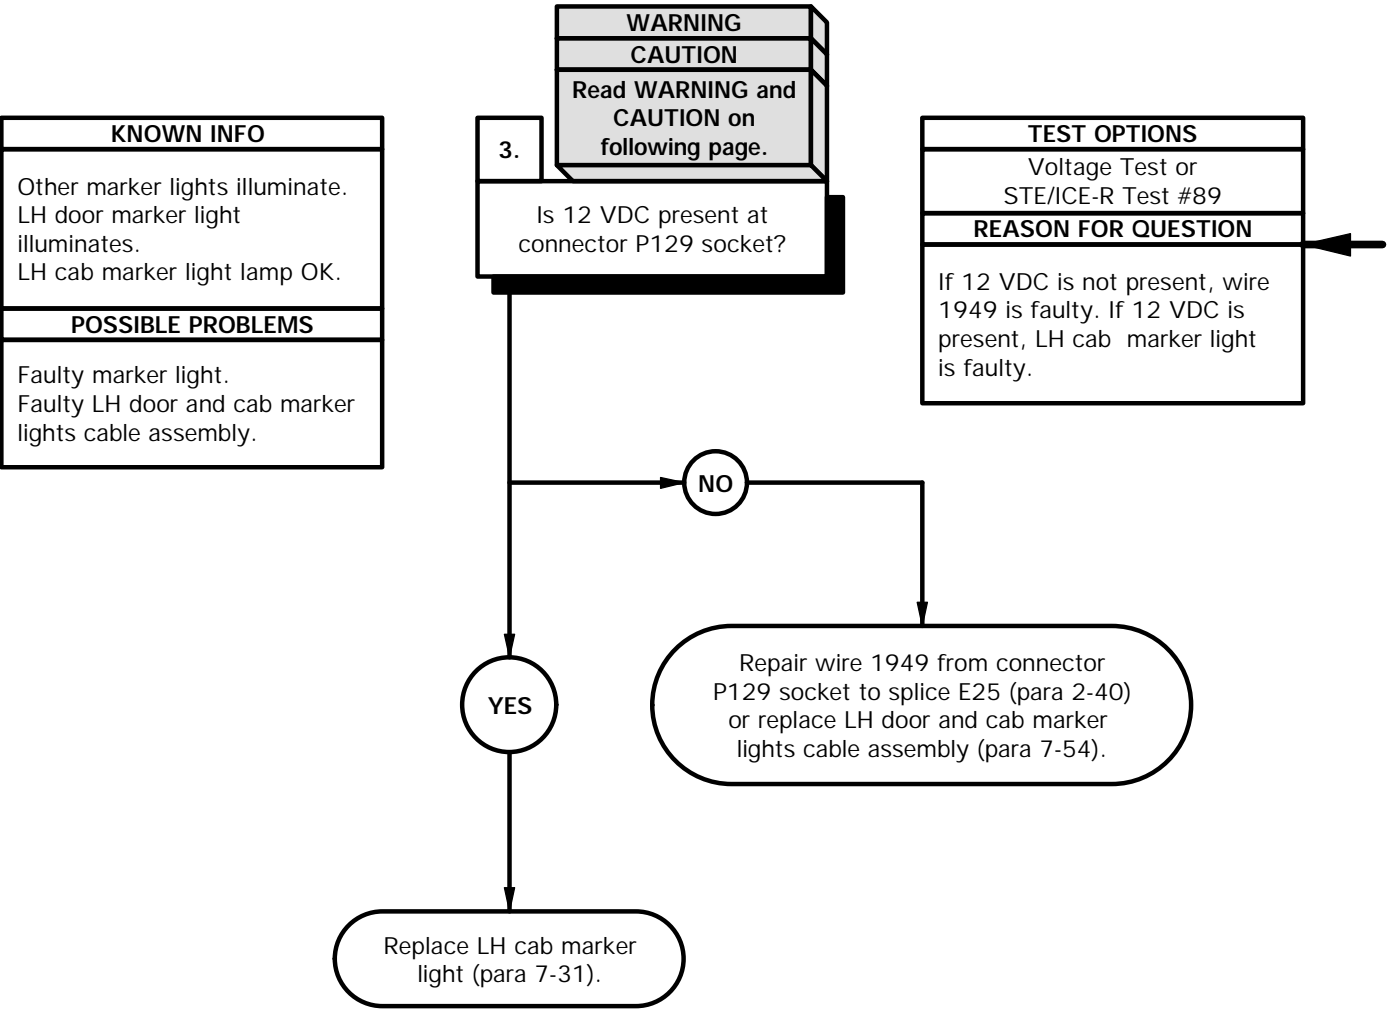 WARNING
CAUTION
Read WARNING and
CAUTION on
following page.
KNOWN INFO
Other marker lights illuminate.
LH door marker light
illuminates.
LH cab marker light lamp OK.
POSSIBLE PROBLEMS
Faulty marker light.
Faulty LH door and cab marker
lights cable assembly.
3.
Is 12 VDC present at
connector P129 socket?
TEST OPTIONS
Voltage Test or
STE/ICE-R Test #89
REASON FOR QUESTION
If 12 VDC is not present, wire
1949 is faulty. If 12 VDC is
present, LH cab marker light
is faulty.
NO
Repair wire 1949 from connector
P129 socket to splice E25 (para 2-40)
or replace LH door and cab marker
lights cable assembly (para 7-54).
YES
Replace LH cab marker
light (para 7-31).